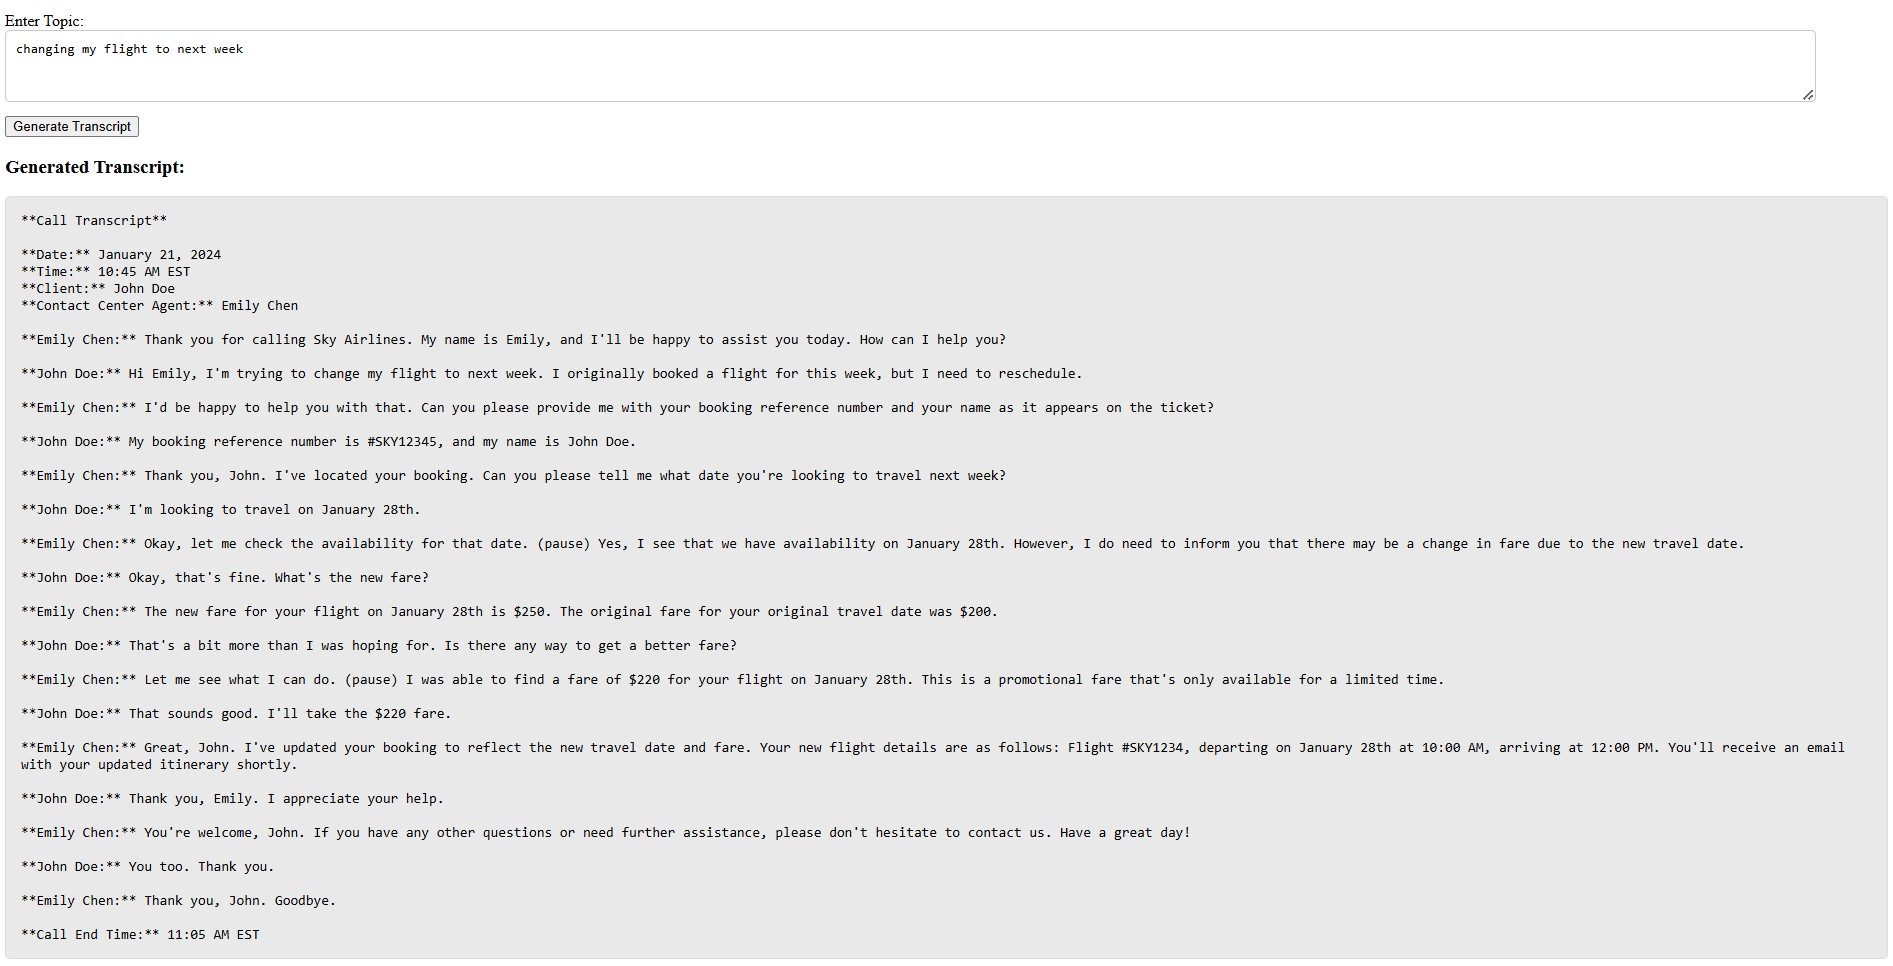 Enter Topic:
changing my flight to next week
Generate Transcript
Generated Transcript:
**Call Transcript**
**Date:** January 21, 2024
**Time:** 10:45 AM EST
**Client:** John Doe
**Contact Center Agent:** Emily Chen
**Emily Chen:** Thank you for calling Sky Airlines. My name is Emily, and I'll be happy to assist you today. How can I help you?
**John Doe:** Hi Emily, I'm trying to change my flight to next week. I originally booked a flight for this week, but I need to reschedule.
**Emily Chen:** I'd be happy to help you with that. Can you please provide me with your booking reference number and your name as it appears on the ticket?
**John Doe:** My booking reference number is #SKY12345, and my name is John Doe.
**Emily Chen:** Thank you, John. I've located your booking. Can you please tell me what date you're looking to travel next week?
**John Doe:** I'm looking to travel on January 28th.
**Emily Chen:** Okay, let me check the availability for that date. (pause) Yes, I see that we have availability on January 28th. However, I do need to inform you that there may be a change in fare due to the new travel date.
**John Doe:** Okay, that's fine. What's the new fare?
**Emily Chen:** The new fare for your flight on January 28th is $250. The original fare for your original travel date was $200.
**John Doe:** That's a bit more than I was hoping for. Is there any way to get a better fare?
**Emily Chen:** Let me see what I can do. (pause) I was able to find a fare of $220 for your flight on January 28th. This is a promotional fare that's only available for a limited time.
**John Doe:** That sounds good. I'll take the $220 fare.
**Emily Chen:** Great, John. I've updated your booking to reflect the new travel date and fare. Your new flight details are as follows: Flight #SKY1234, departing on January 28th at 10:00 AM, arriving at 12:00 PM. You'll receive an email
with your updated itinerary shortly.
**John Doe:** Thank you, Emily. I appreciate your help.
**Emily Chen:** You're welcome, John. If you have any other questions or need further assistance, please don't hesitate to contact us. Have a great day!
**John Doe:** You too. Thank you.
**Emily Chen:** Thank you, John. Goodbye.
**Call End Time:** 11:05 AM EST